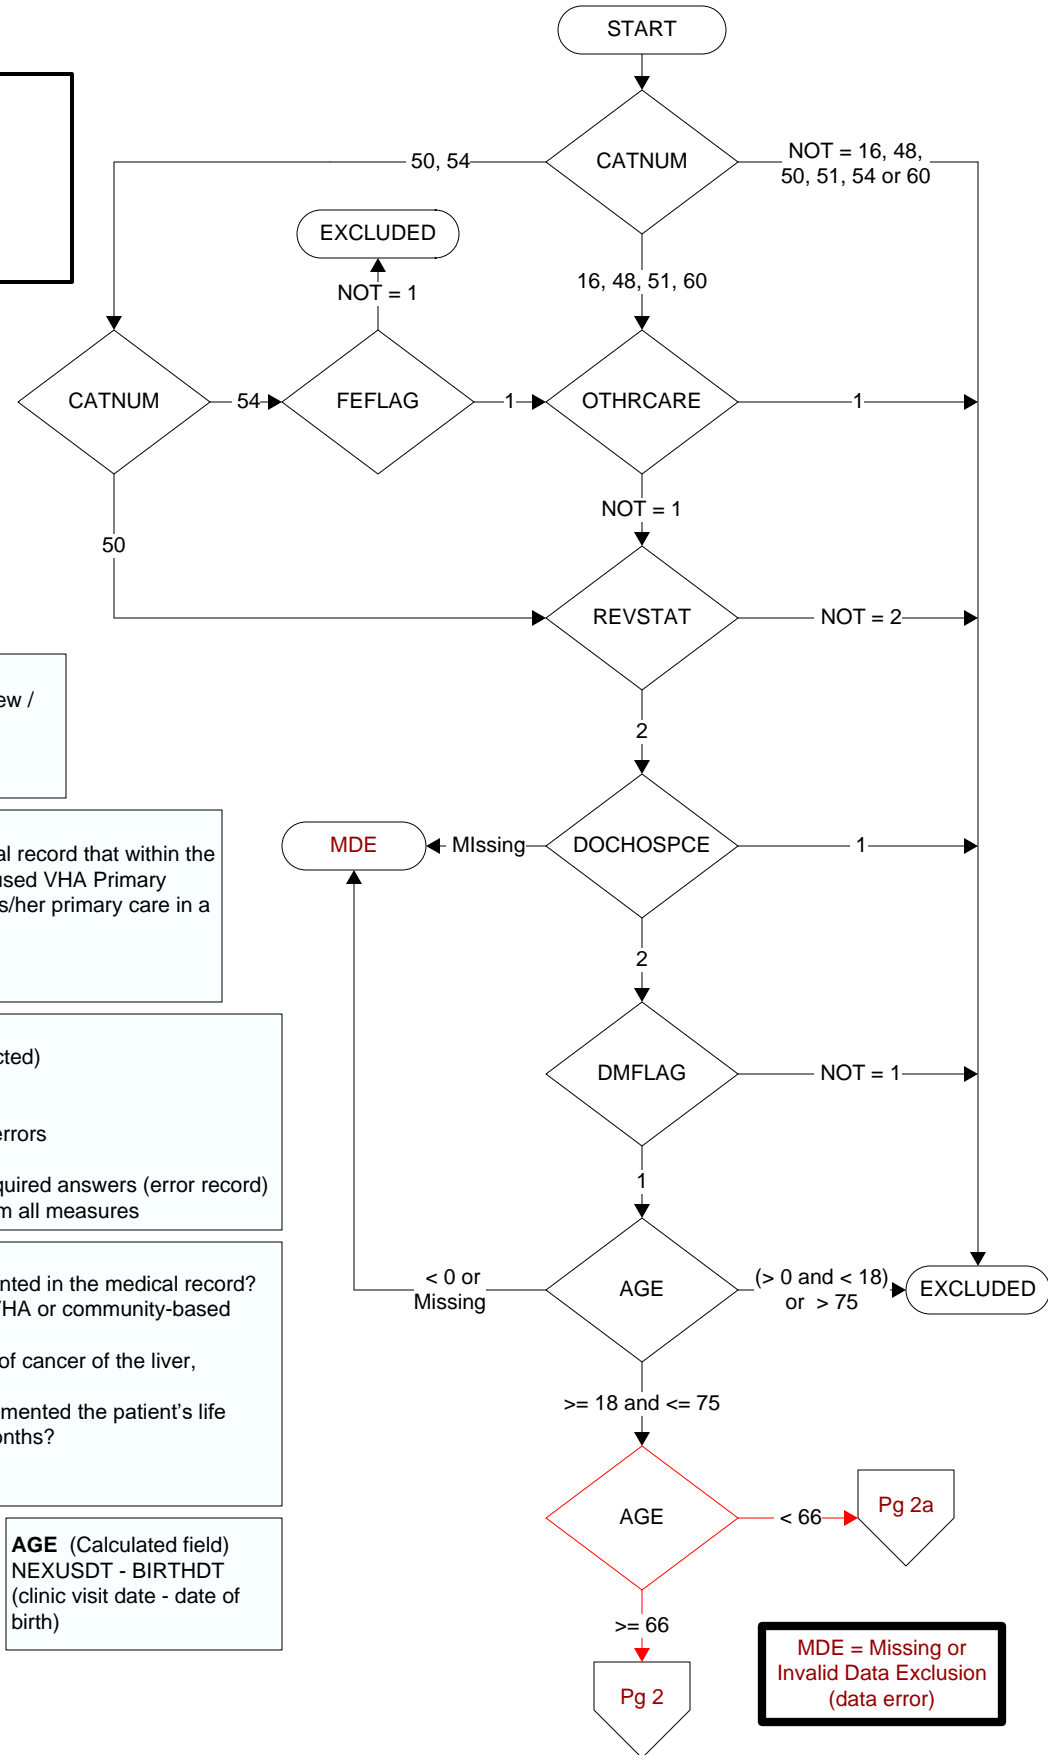 START
CATNUM
50, 54
NOT = 16, 48,
50, 51, 54 or 60
EXCLUDED
NOT = 1
16, 48, 51, 60
CATNUM
54
FEFLAG
1
OTHRCARE
1
NOT = 1
50
REVSTAT
NOT = 2
ew /
2
al record that within the
used VHA Primary
s/her primary care in a
MDE
MIssing
DOCHOSPCE
1
2
cted)
errors
quired answers (error record)
m all measures
DMFLAG
NOT = 1
1
nted in the medical record?
VHA or community-based
of cancer of the liver,
mented the patient's life
onths?
< 0 or
Missing
AGE
(> 0 and < 18)
or > 75
EXCLUDED
>= 18 and <= 75
AGE
< 66
Pg 2a
AGE (Calculated field)
NEXUSDT - BIRTHDT
(clinic visit date - date of
birth)
>= 66
Pg 2
MDE = Missing or
Invalid Data Exclusion
(data error)